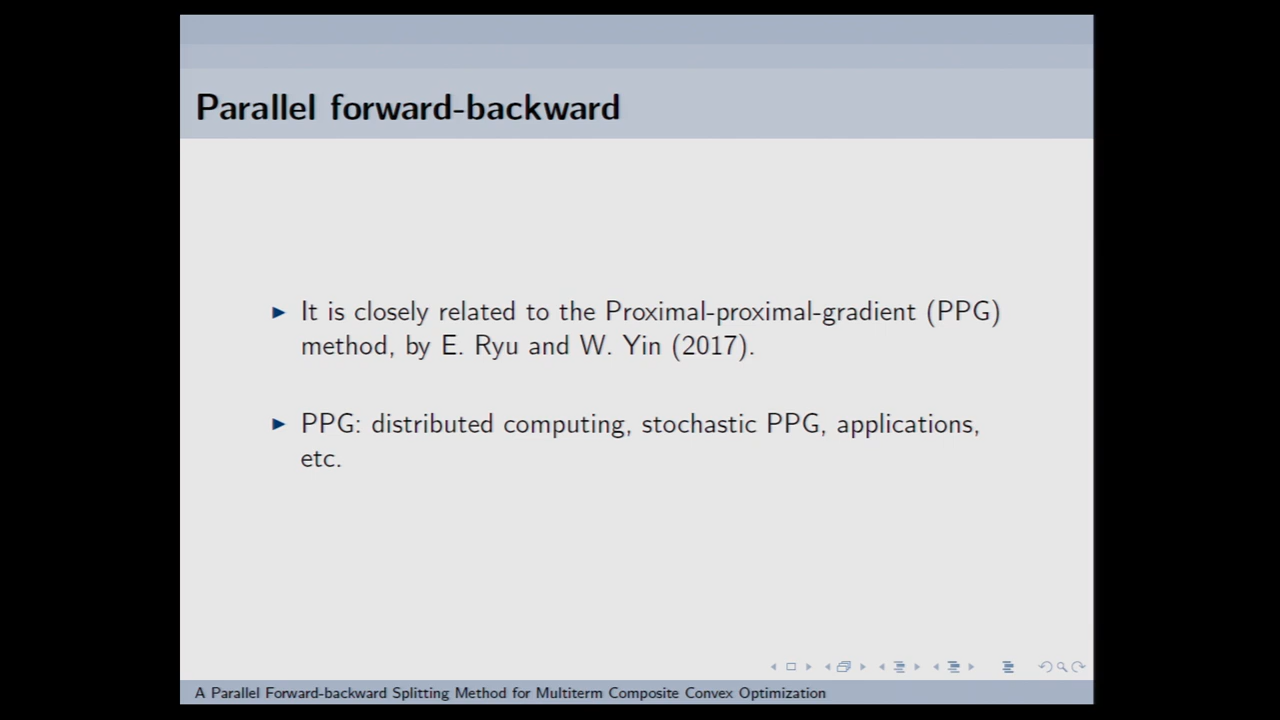 Parallel forward-backward
▶ It is closely related to the Proximal-proximal-gradient (PPG)
method, by E. Ryu and W. Yin (2017).
▶ PPG: distributed computing, stochastic PPG, applications,
etc.
A Parallel Forward-backward Splitting Method for Multiterm Composite Convex Optimization